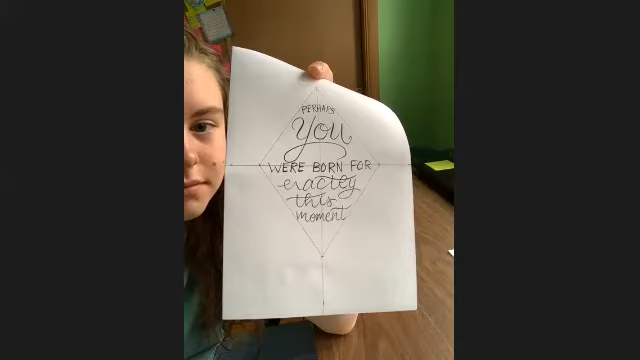 PERHAPS
You
WERE BORN FOR
exactly
this
moment